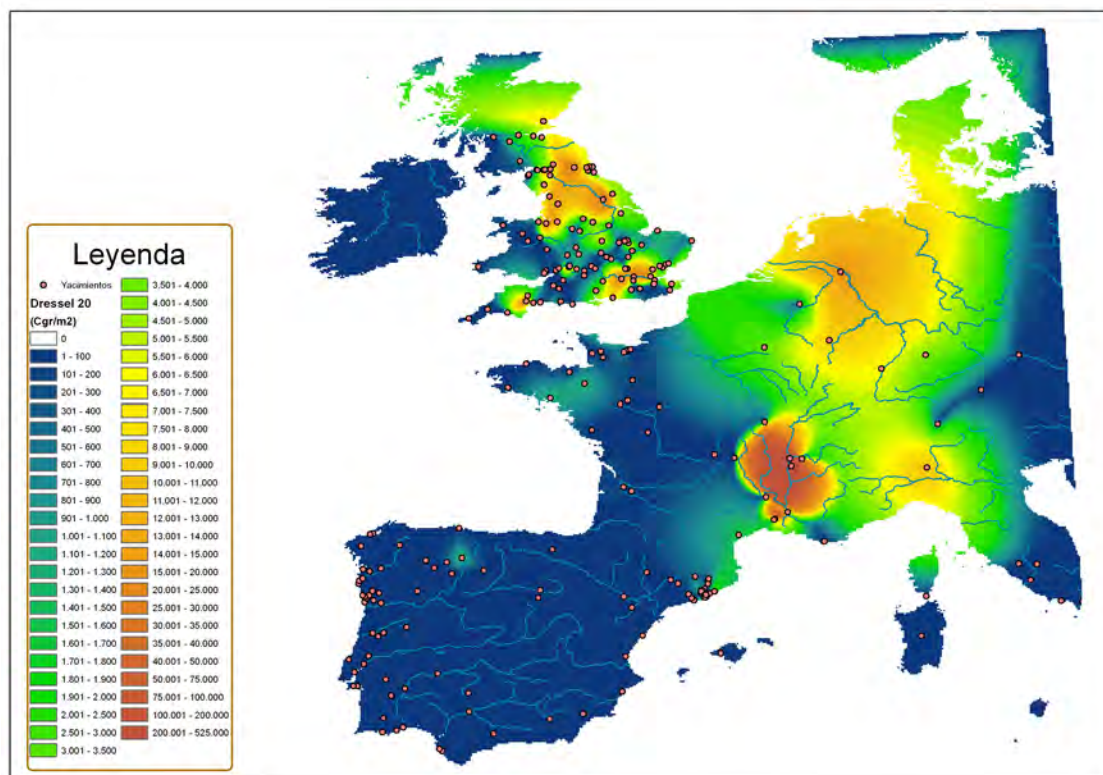 Leyenda
Yacimientos
Dressel 20
(Cgr/m2)
0
1 - 100
101 - 200
201 - 300
301 - 400
401 - 500
501 - 600
601 - 700
701 - 800
801 - 900
901 - 1.000
1.001 - 1.100
1.101 - 1.200
1.201 - 1.300
1.301 - 1.400
1.401 - 1.500
1.501 - 1.600
1.601 - 1.700
1.701 - 1.800
1.801 - 1.900
1.901 - 2.000
2.001 - 2.500
2.501 - 3.000
3.001 - 3.500
3.501 - 4.000
4.001 - 4.500
4.501 - 5.000
5.001 - 5.500
5.501 - 6.000
6.001 - 6.500
6.501 - 7.000
7.001 - 7.500
7.501 - 8.000
8.001 - 9.000
9.001 - 10.000
10.001 - 11.000
11.001 - 12.000
12.001 - 13.000
13.001 - 14.000
14.001 - 15.000
15.001 - 20.000
20.001 - 25.000
25.001 - 30.000
30.001 - 35.000
35.001 - 40.000
40.001 - 50.000
50.001 - 75.000
75.001 - 100.000
100.001 - 200.000
200.001 - 525.000